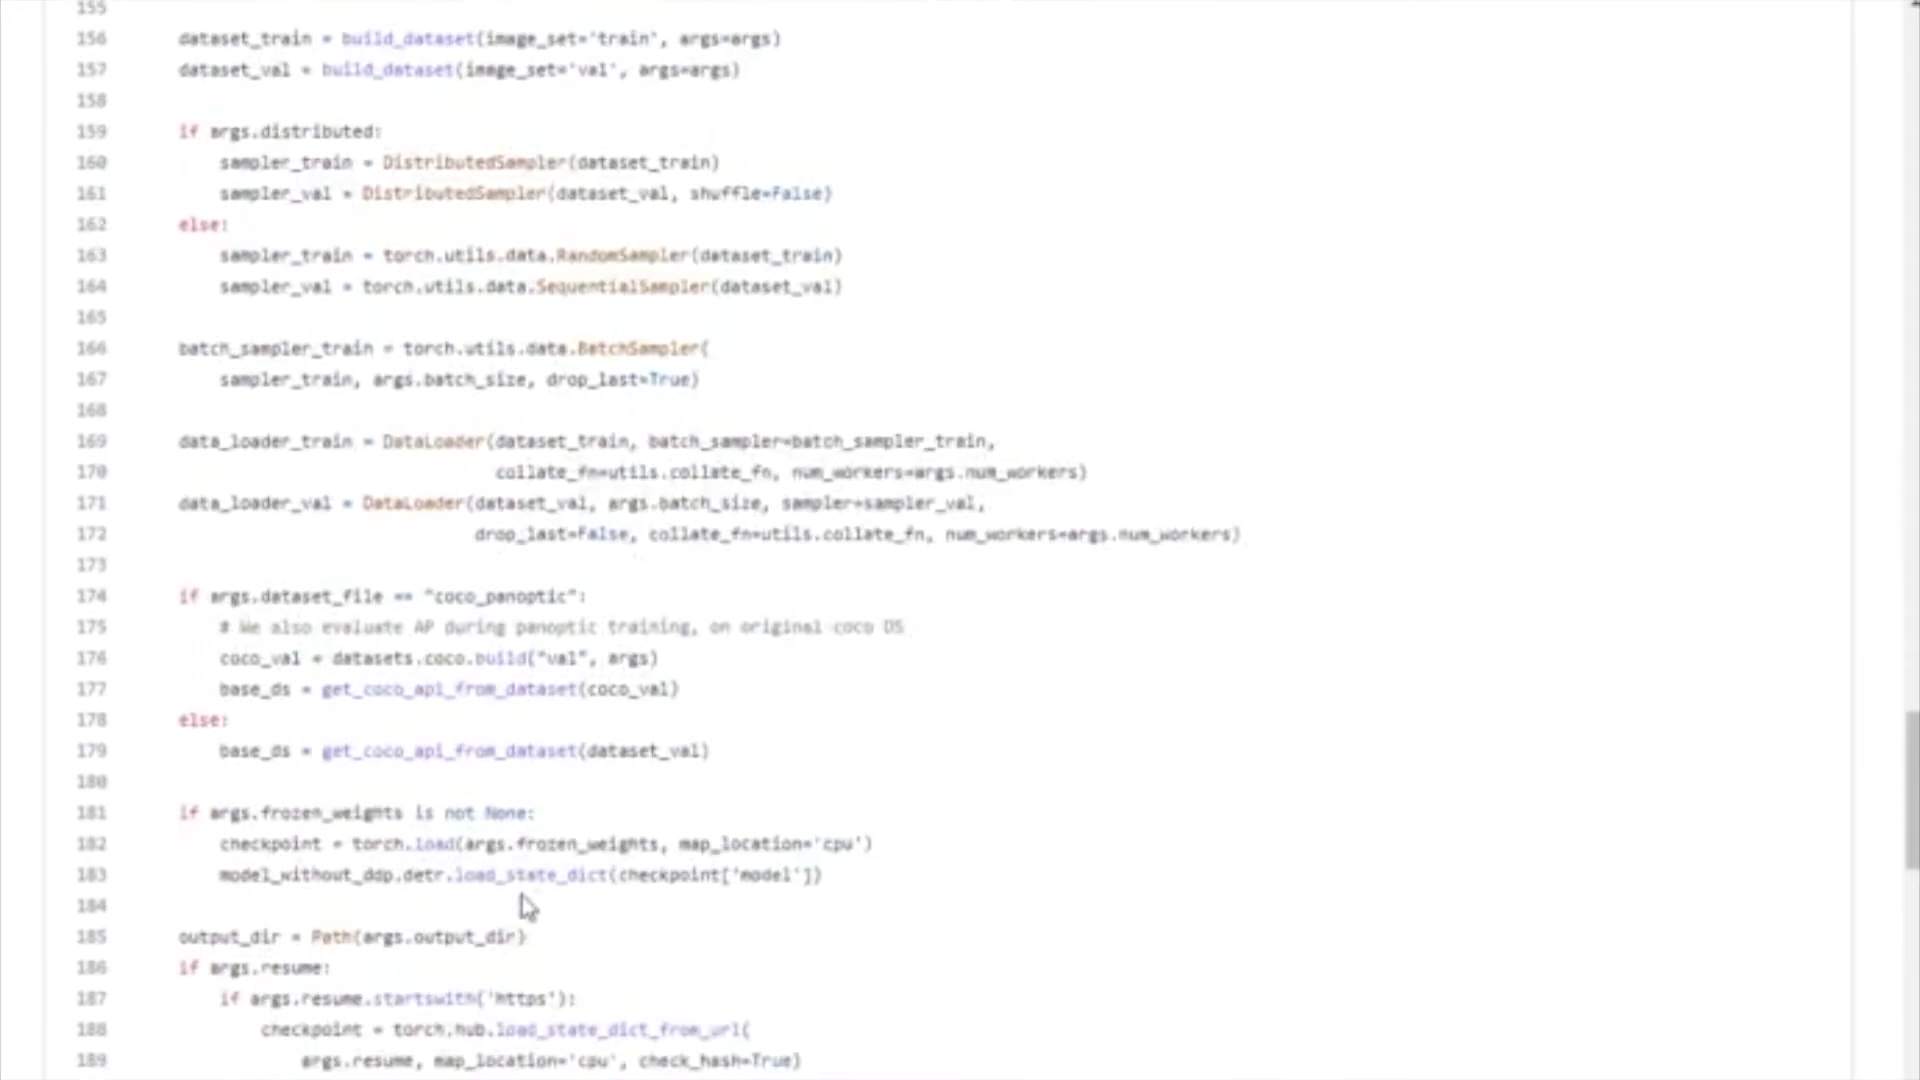 155
156 dataset_train = build_dataset(image_set='train', args=args)
157 dataset_val = build_dataset(image_set='val', args=args)
158
159 if args.distributed:
160 sampler_train = DistributedSampler(dataset_train)
161 sampler_val = DistributedSampler(dataset_val, shuffle=False)
162 else:
163 sampler_train = torch.utils.data.RandomSampler(dataset_train)
164 sampler_val = torch.utils.data.SequentialSampler(dataset_val)
165
166 batch_sampler_train = torch.utils.data.BatchSampler(
167 sampler_train, args.batch_size, drop_last=True)
168
169 data_loader_train = DataLoader(dataset_train, batch_sampler=batch_sampler_train,
170 collate_fn=utils.collate_fn, num_workers=args.num_workers)
171 data_loader_val = DataLoader(dataset_val, args.batch_size, sampler=sampler_val,
172 drop_last=False, collate_fn=utils.collate_fn, num_workers=args.num_workers)
173
174 if args.dataset_file == "coco_panoptic":
175 # We also evaluate AP during panoptic training, on original coco DS
176 coco_val = datasets.coco.build("val", args)
177 base_ds = get_coco_api_from_dataset(coco_val)
178 else:
179 base_ds = get_coco_api_from_dataset(dataset_val)
180
181 if args.frozen_weights is not None:
182 checkpoint = torch.load(args.frozen_weights, map_location='cpu')
183 model_without_ddp.detr.load_state_dict(checkpoint['model'])
184
185 output_dir = Path(args.output_dir)
186 if args.resume:
187 if args.resume.startswith('https'):
188 checkpoint = torch.hub.load_state_dict_from_url(
189 args.resume, map_location='cpu', check_hash=True)